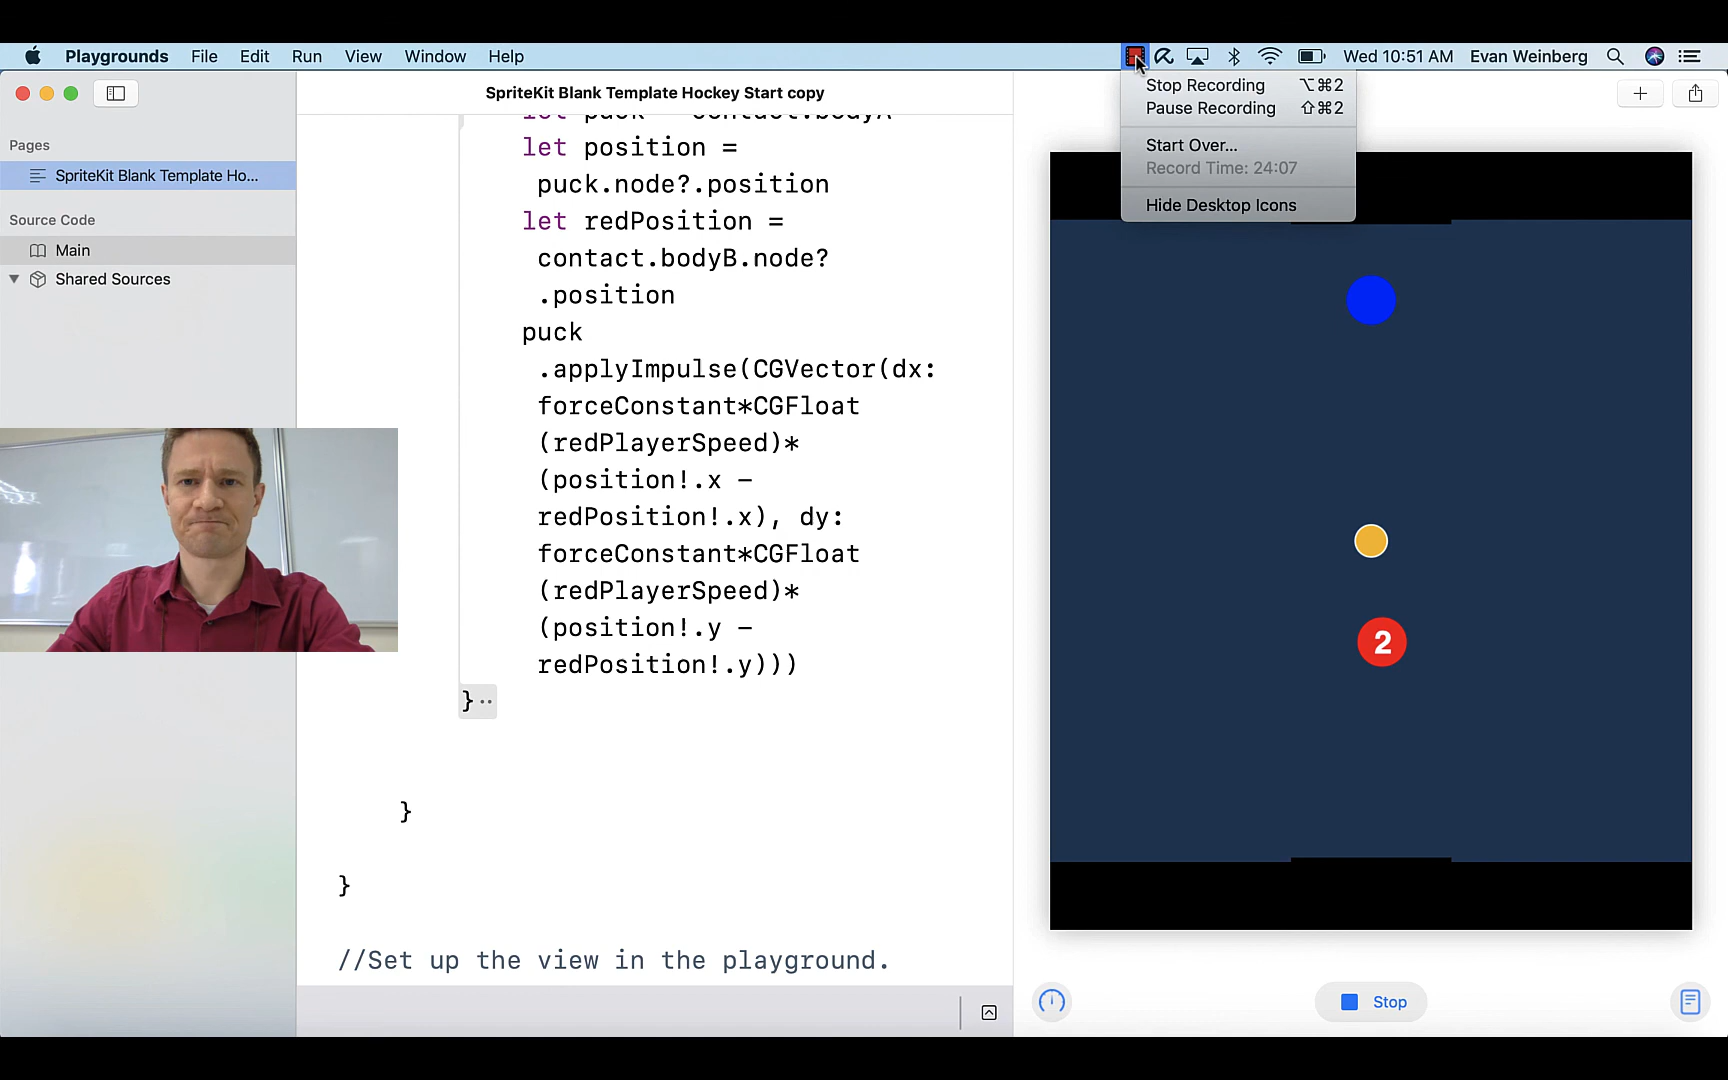 Playgrounds File Edit Run View Window Help Wed 10:51 AM Evan Weinberg
Stop Recording ⌥⌘2
Pause Recording ⇧⌘2
Start Over...
Record Time: 24:07
Hide Desktop Icons
SpriteKit Blank Template Hockey Start copy
Pages
SpriteKit Blank Template Ho...
Source Code
Main
Shared Sources
let puck = contact.bodyA
let position =
puck.node?.position
let redPosition =
contact.bodyB.node?
.position
puck
.applyImpulse(CGVector(dx:
forceConstant*CGFloat
(redPlayerSpeed)*
(position!.x -
redPosition!.x), dy:
forceConstant*CGFloat
(redPlayerSpeed)*
(position!.y -
redPosition!.y)))
}
}
}
//Set up the view in the playground.
2
Stop